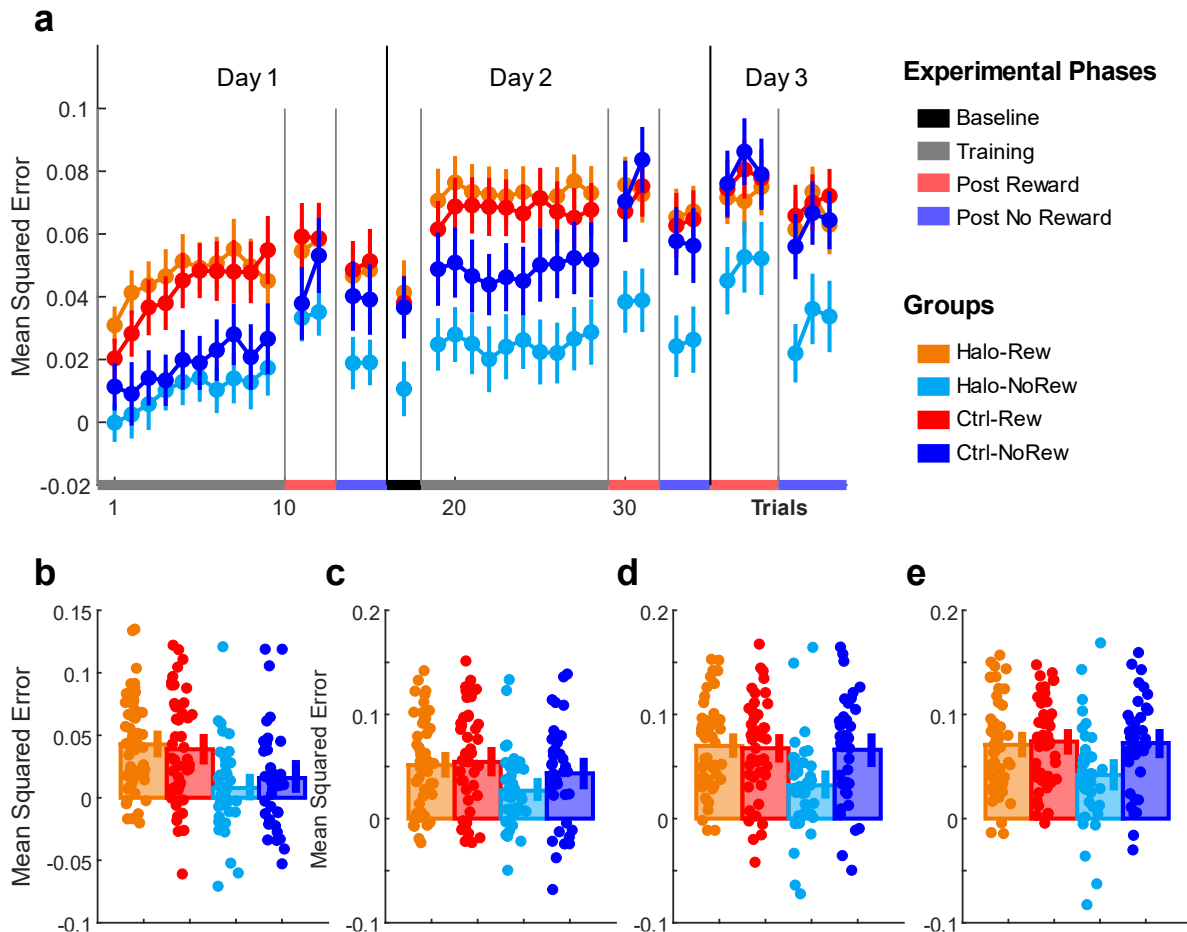 a
Day 1
Day 2
Day 3
Mean Squared Error
0.1
0.08
0.06
0.04
0.02
0
-0.02
1
10
20
30
Trials
Experimental Phases
Baseline
Training
Post Reward
Post No Reward
Groups
Halo-Rew
Halo-NoRew
Ctrl-Rew
Ctrl-NoRew
b
Mean Squared Error
0.15
0.1
0.05
0
-0.05
-0.1
c
Mean Squared Error
0.2
0.1
0
-0.1
d
0.2
0.1
0
-0.1
e
0.2
0.1
0
-0.1